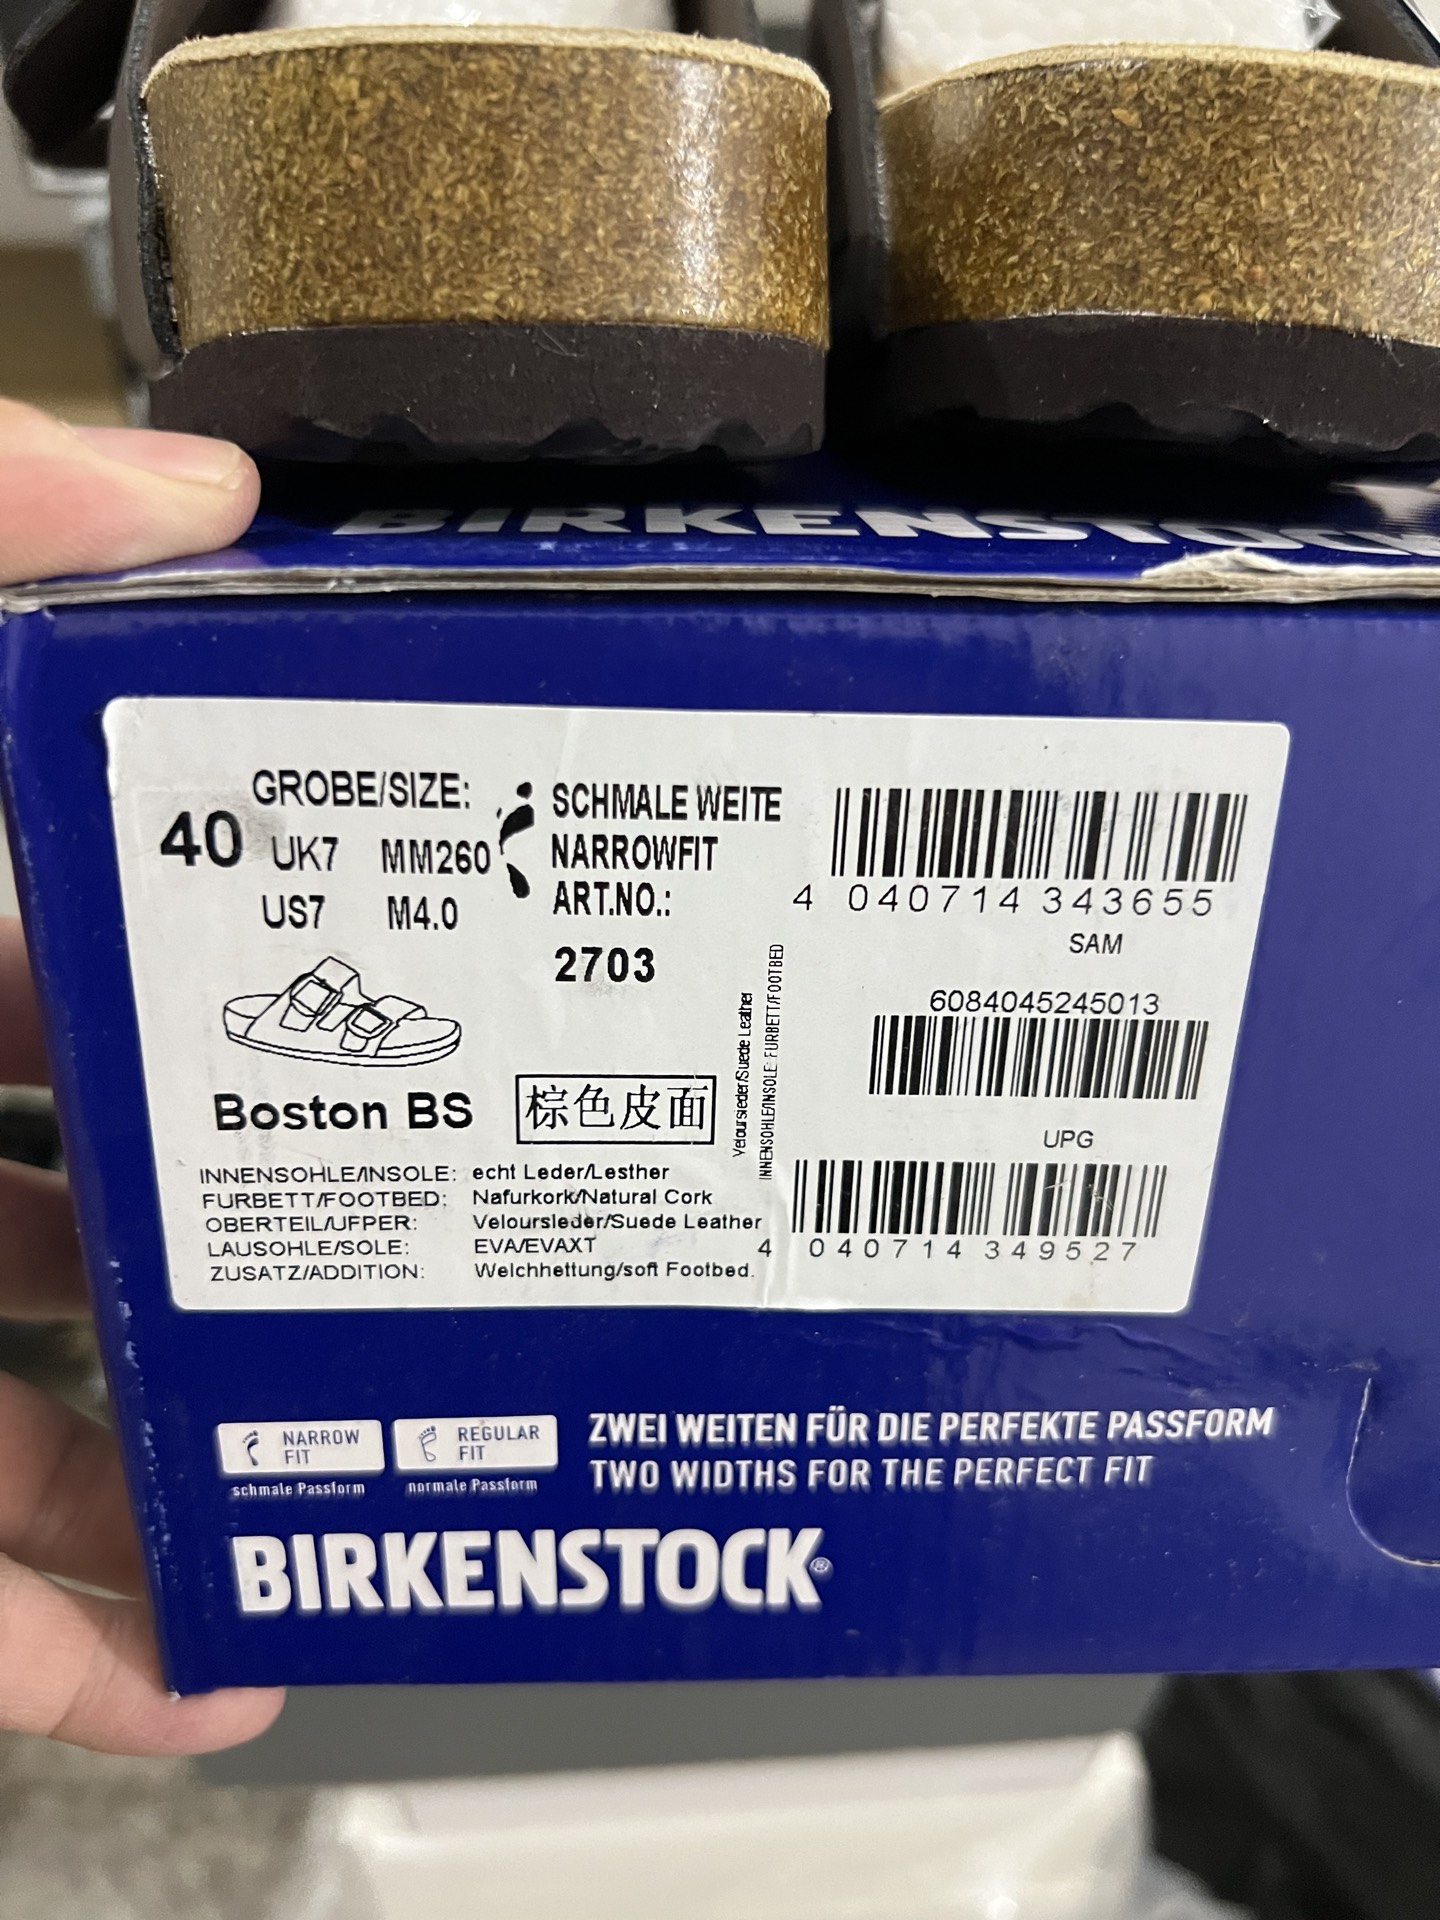 BIRKENSTOCK
GROBE/SIZE:
40 UK7 MM260
US7 M4.0
SCHMALE WEITE
NARROWFIT
ART.NO.:
2703
Boston BS
棕色皮面
Veloursleder/Suede Leather
INNENSOHLE/INSOLE: FURBETT/FOOTBED
4 040714 343655
SAM
6084045245013
UPG
4 040714 349527
INNENSOHLE/INSOLE: echt Leder/Lesther
FURBETT/FOOTBED: Nafurkork/Natural Cork
OBERTEIL/UFPER: Veloursleder/Suede Leather
LAUSOHLE/SOLE: EVA/EVAXT
ZUSATZ/ADDITION: Welchhettung/soft Footbed.
NARROW
FIT
schmale Passform
REGULAR
FIT
normale Passform
ZWEI WEITEN FÜR DIE PERFEKTE PASSFORM
TWO WIDTHS FOR THE PERFECT FIT
BIRKENSTOCK®